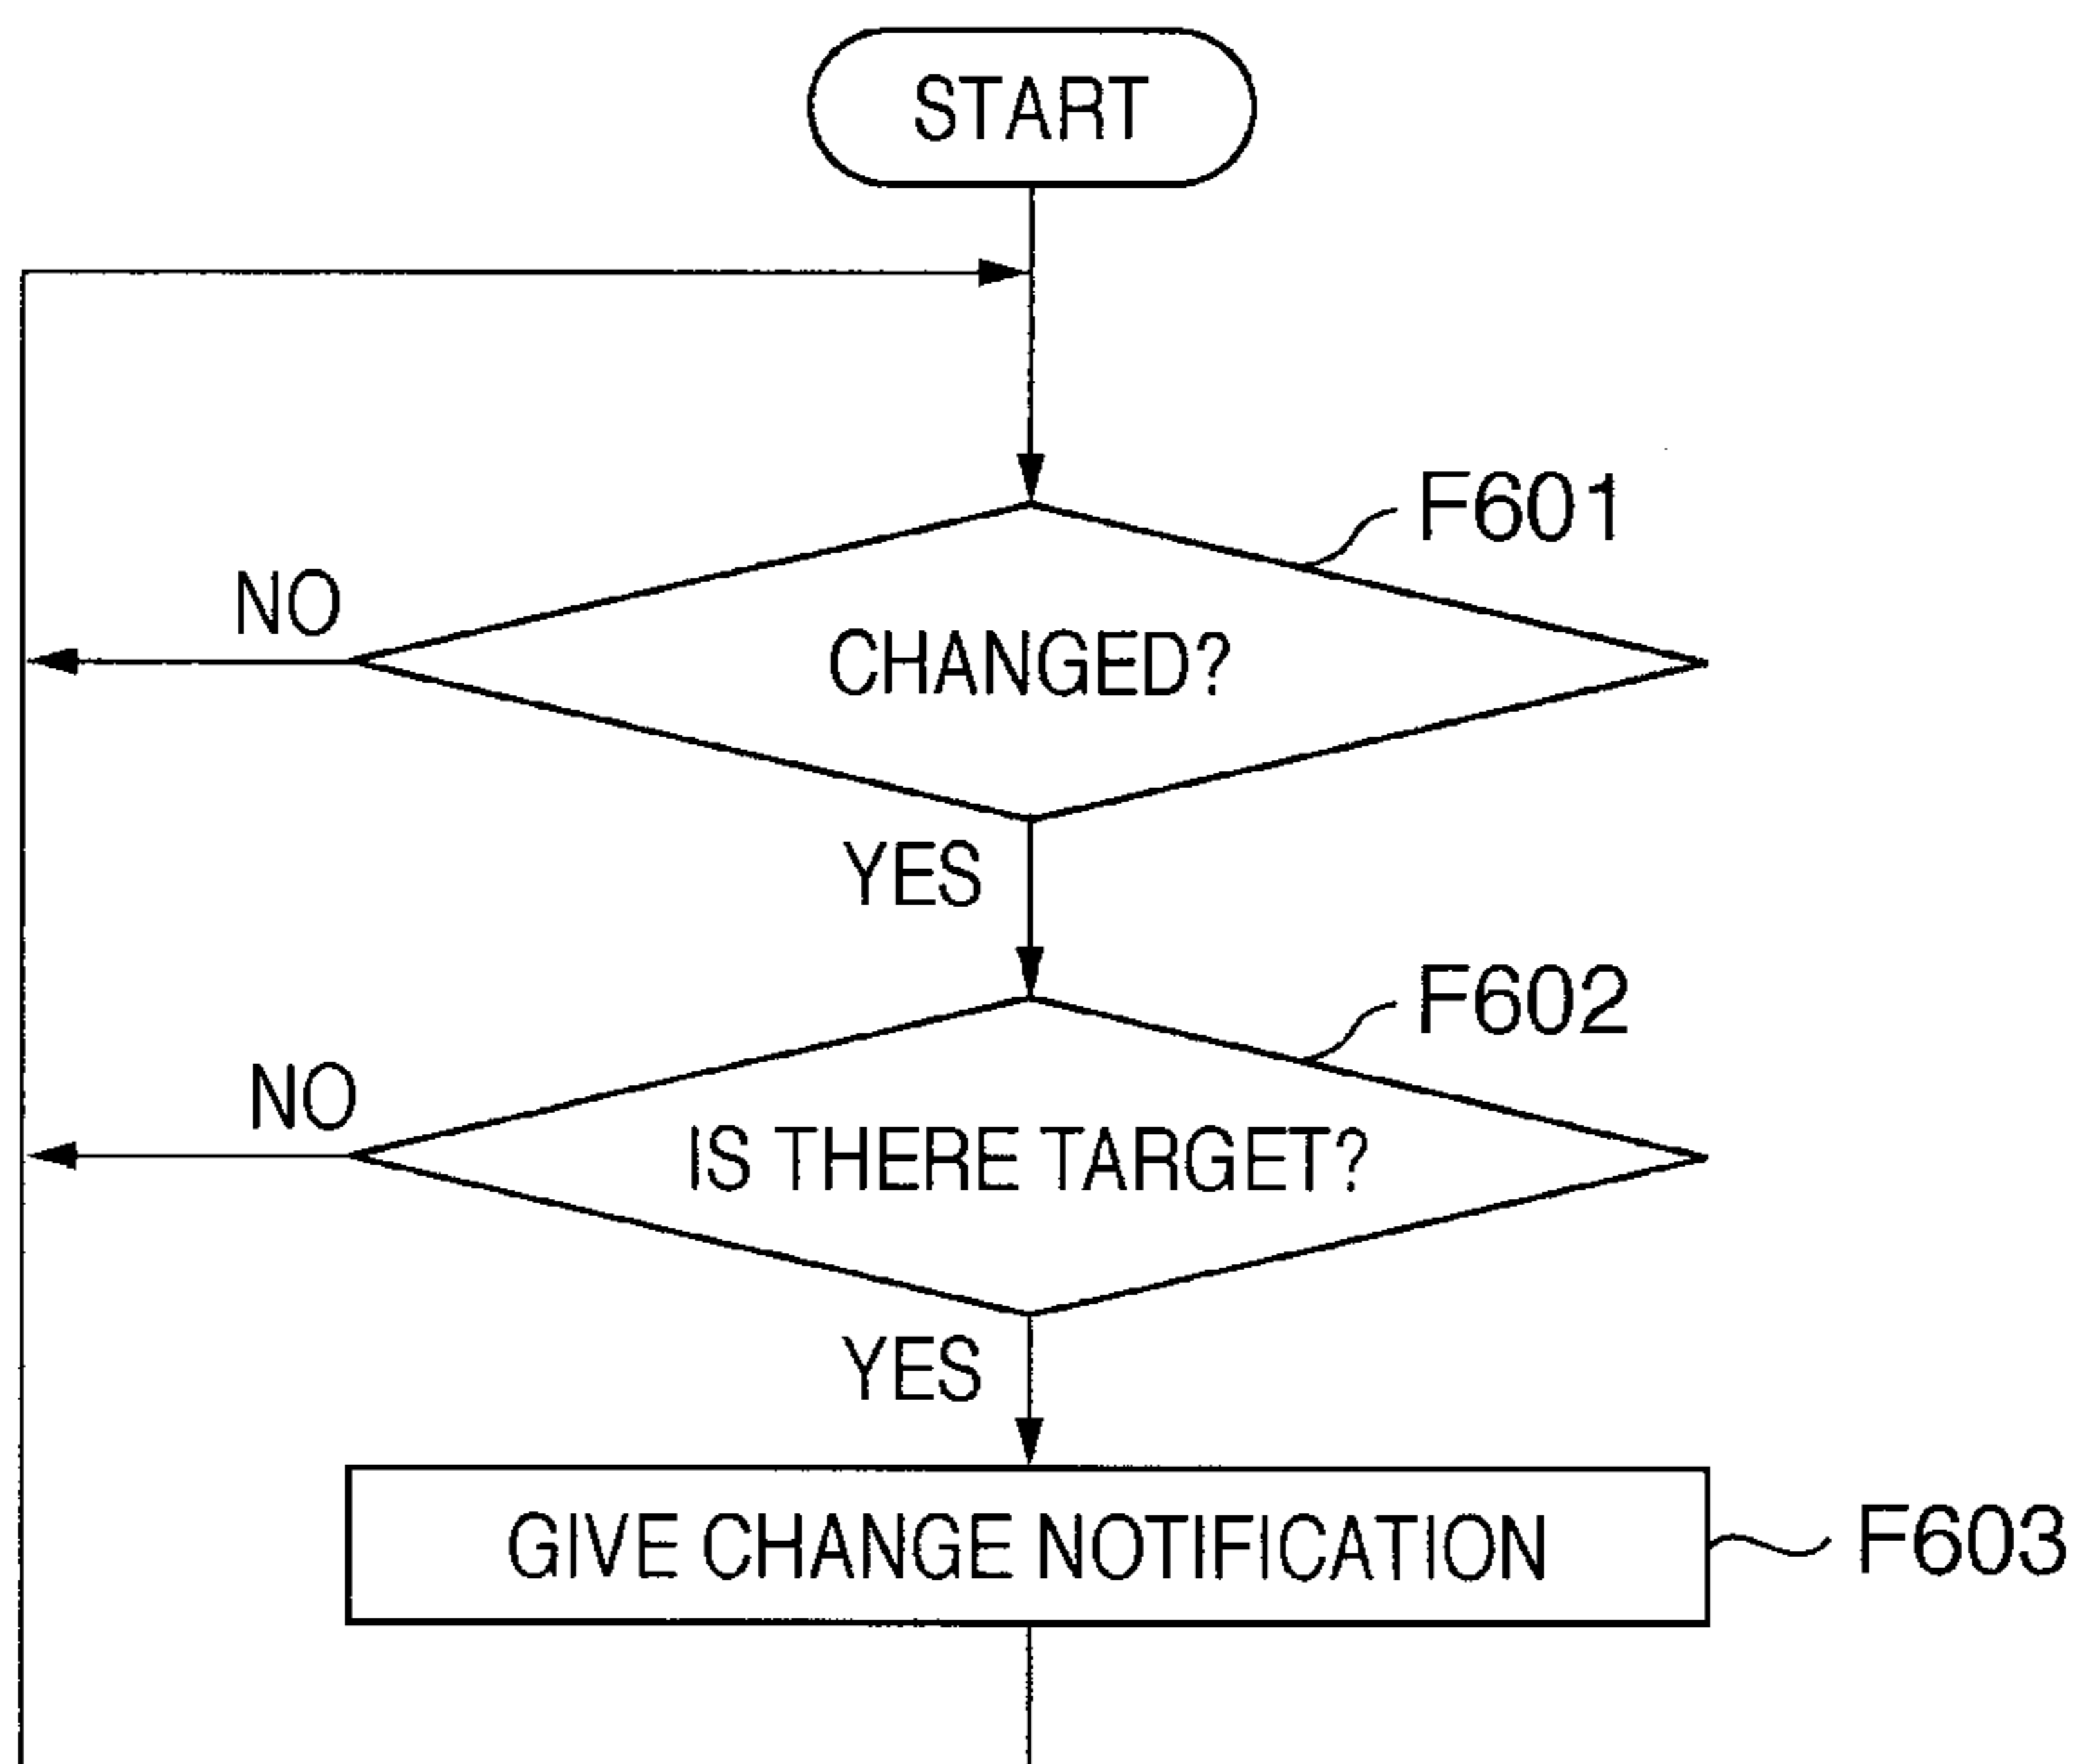 START
F601
NO
CHANGED?
YES
F602
NO
IS THERE TARGET?
YES
GIVE CHANGE NOTIFICATION
F603